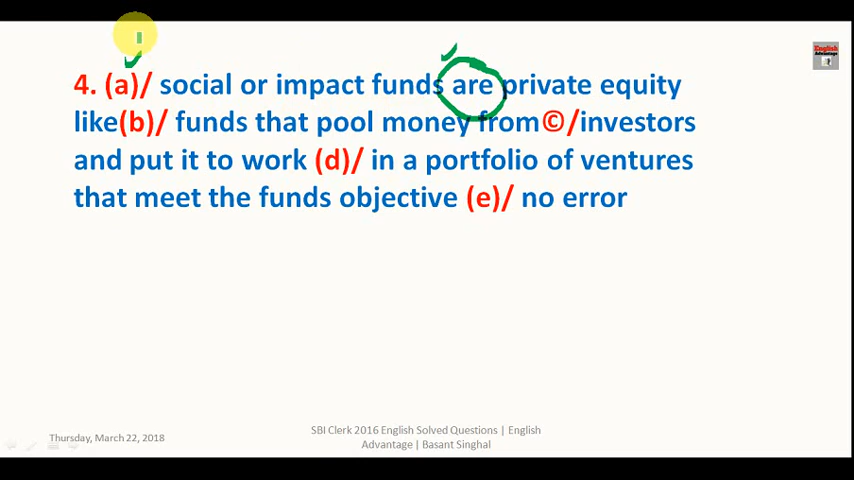 English
Advantage
4. (a)/ social or impact funds are private equity
like(b)/ funds that pool money from©/investors
and put it to work (d)/ in a portfolio of ventures
that meet the funds objective (e)/ no error
Thursday, March 22, 2018
SBI Clerk 2016 English Solved Questions | English
Advantage | Basant Singhal